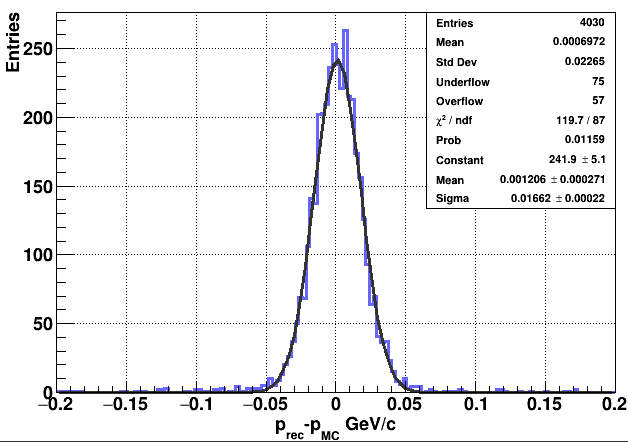 Entries
250
200
150
100
50
0
−0.2 −0.15 −0.1 −0.05 0 0.05 0.1 0.15 0.2
p_rec-p_MC GeV/c
Entries 4030
Mean 0.0006972
Std Dev 0.02265
Underflow 75
Overflow 57
χ² / ndf 119.7 / 87
Prob 0.01159
Constant 241.9 ± 5.1
Mean 0.001206 ± 0.000271
Sigma 0.01662 ± 0.00022